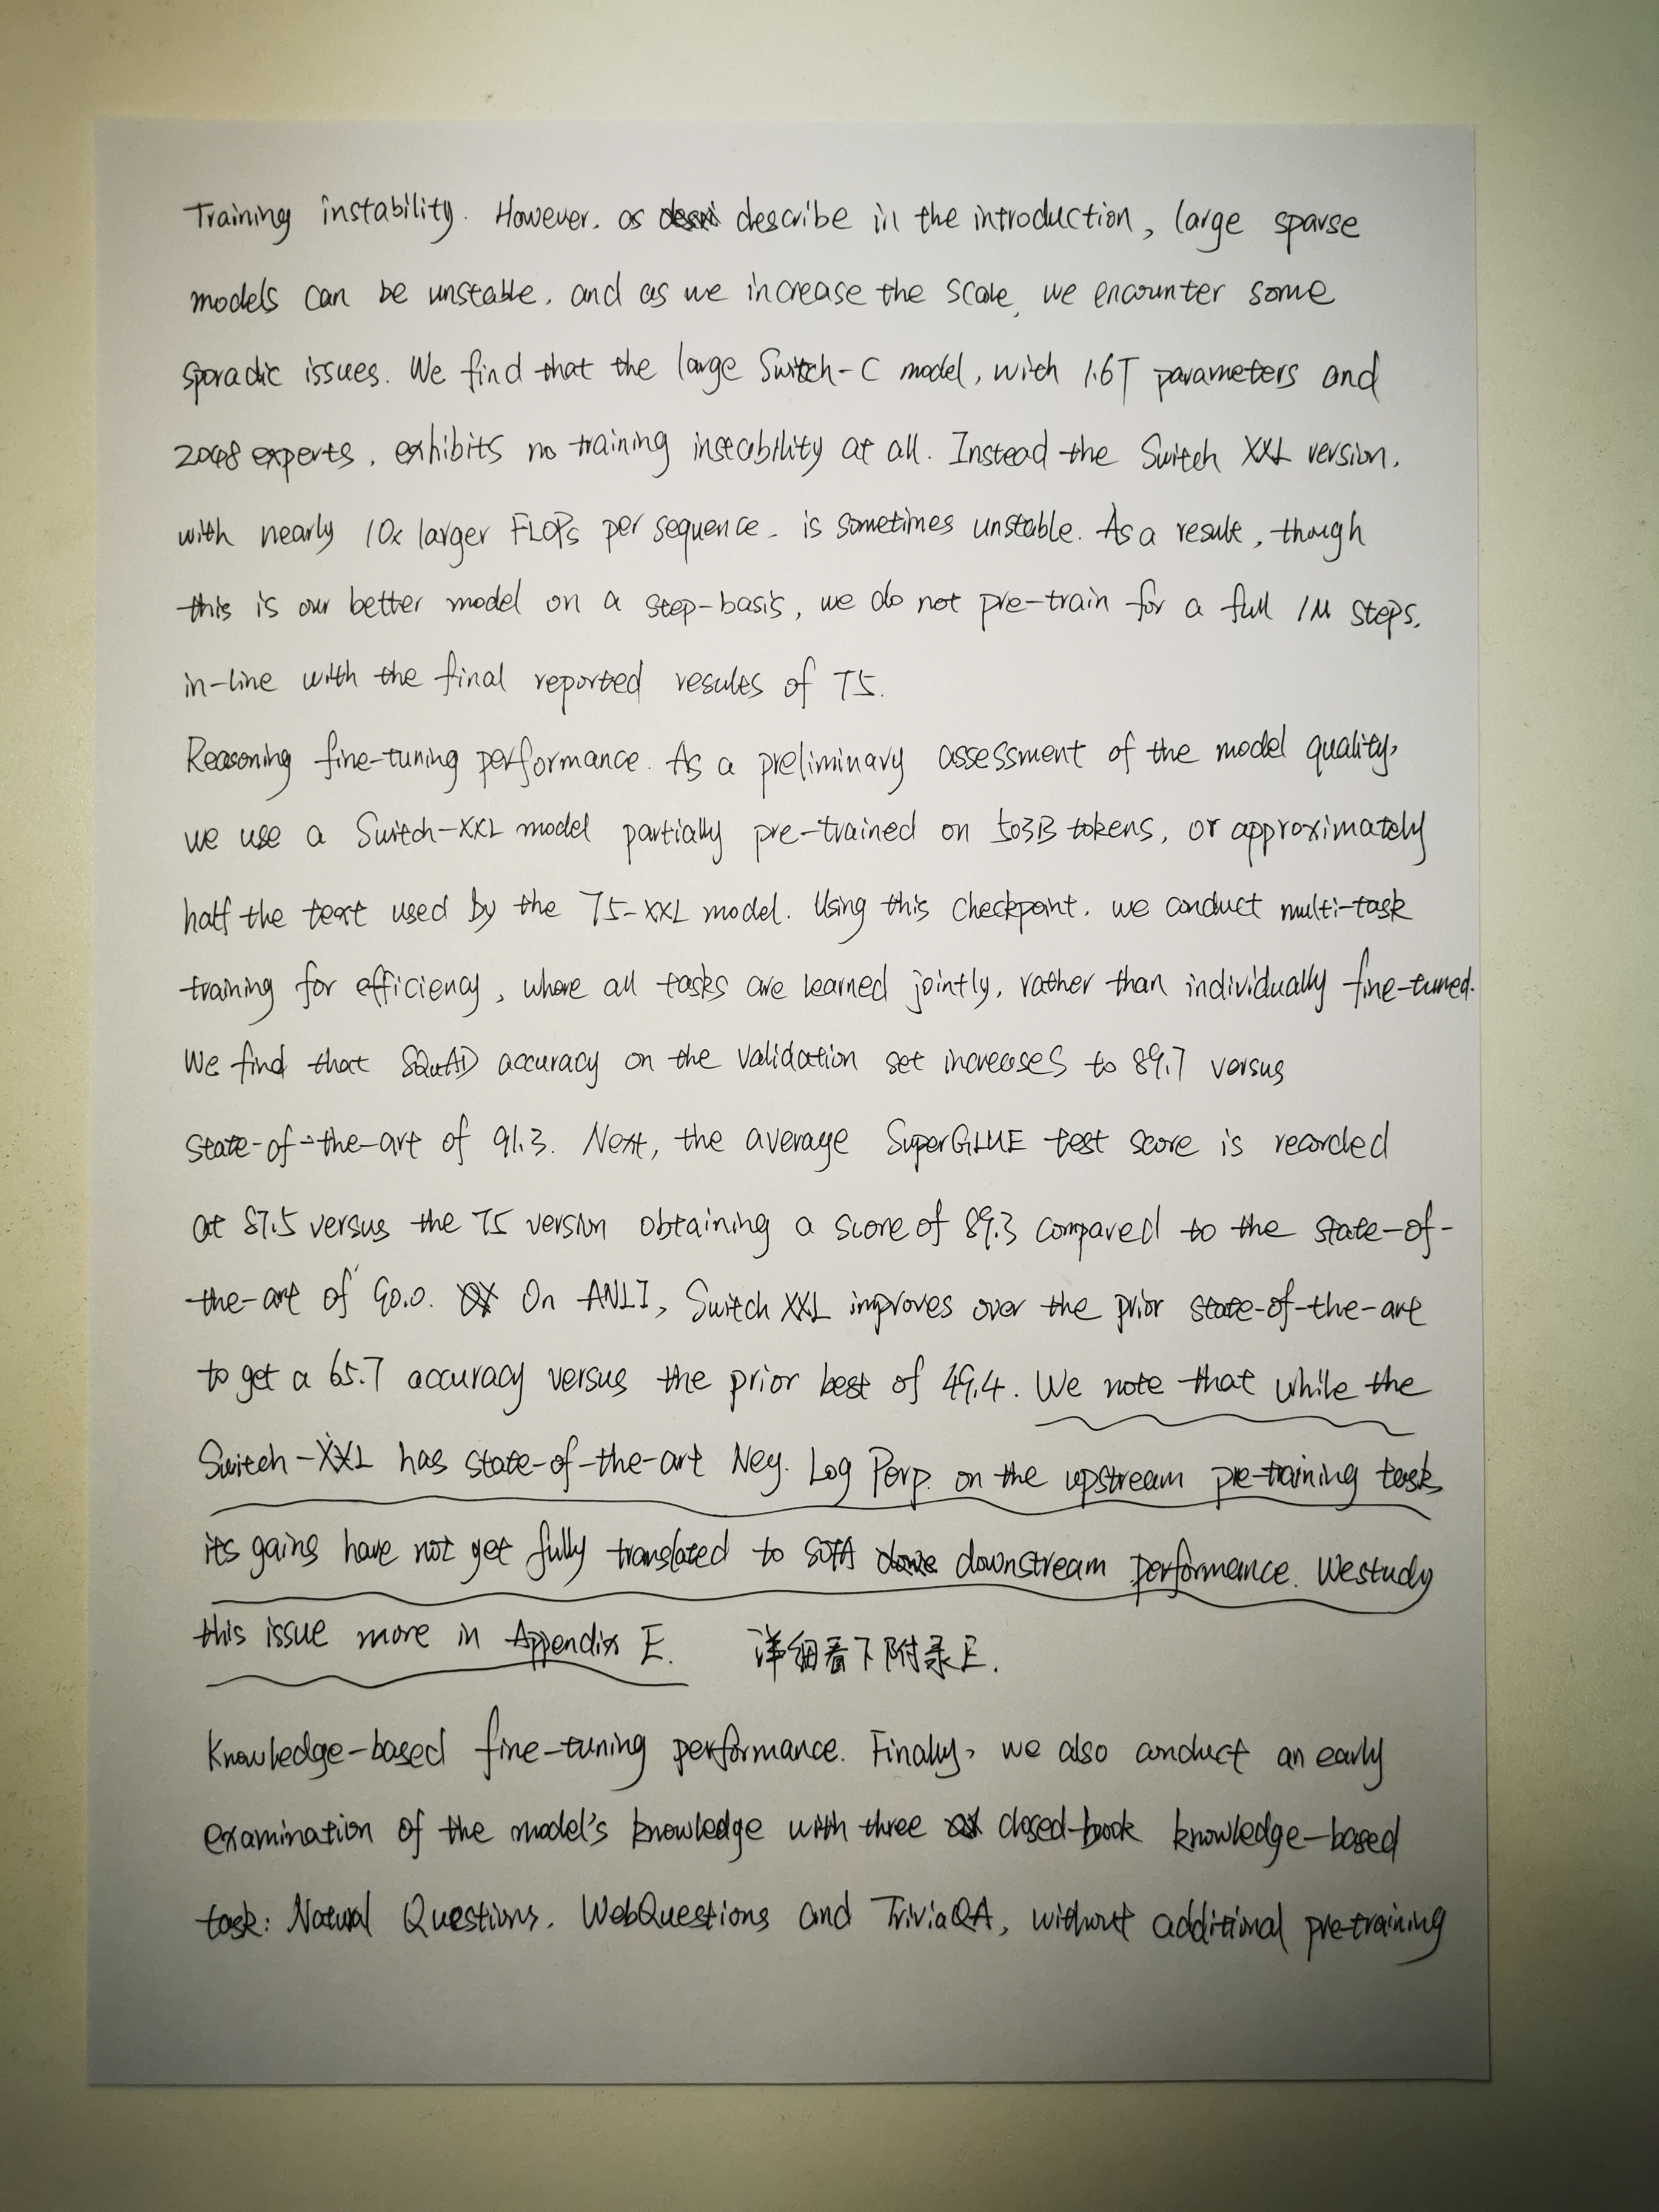 Training instability. However, as describe in the introduction, large sparse
models can be unstable, and as we increase the scale, we encounter some
sporadic issues. We find that the large Switch-C model, with 1.6T parameters and
2048 experts, exhibits no training instability at all. Instead the Switch XXL version,
with nearly 10x larger FLOPs per sequence, is sometimes unstable. As a result, though
this is our better model on a step-basis, we do not pre-train for a full 1M steps,
in-line with the final reported results of T5.
Reasoning fine-tuning performance. As a preliminary assessment of the model quality,
we use a Switch-XXL model partially pre-trained on 503B tokens, or approximately
half the text used by the T5-XXL model. Using this checkpoint, we conduct multi-task
training for efficiency, where all tasks are learned jointly, rather than individually fine-tuned.
We find that SQuAD accuracy on the validation set increases to 89.7 versus
state-of-the-art of 91.3. Next, the average SuperGLUE test score is recorded
at 87.5 versus the T5 version obtaining a score of 89.3 compared to the state-of-
the-art of 90.0. On ANLI, Switch XXL improves over the prior state-of-the-art
to get a 65.7 accuracy versus the prior best of 49.4. We note that while the
Switch-XXL has state-of-the-art Neg. Log Perp. on the upstream pre-training task,
its gains have not yet fully translated to SOTA downstream performance. We study
this issue more in Appendix E. 详细看下附录E.
Knowledge-based fine-tuning performance. Finally, we also conduct an early
examination of the model's knowledge with three closed-book knowledge-based
task: Natural Questions, WebQuestions and TriviaQA, without additional pre-training